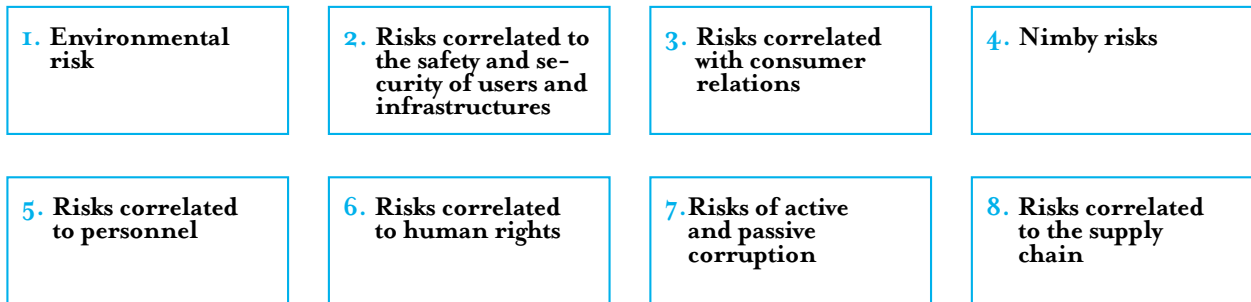 1. Environmental
risk
2. Risks correlated to
the safety and se-
curity of users and
infrastructures
3. Risks correlated
with consumer
relations
4. Nimby risks
5. Risks correlated
to personnel
6. Risks correlated
to human rights
7. Risks of active
and passive
corruption
8. Risks correlated
to the supply
chain